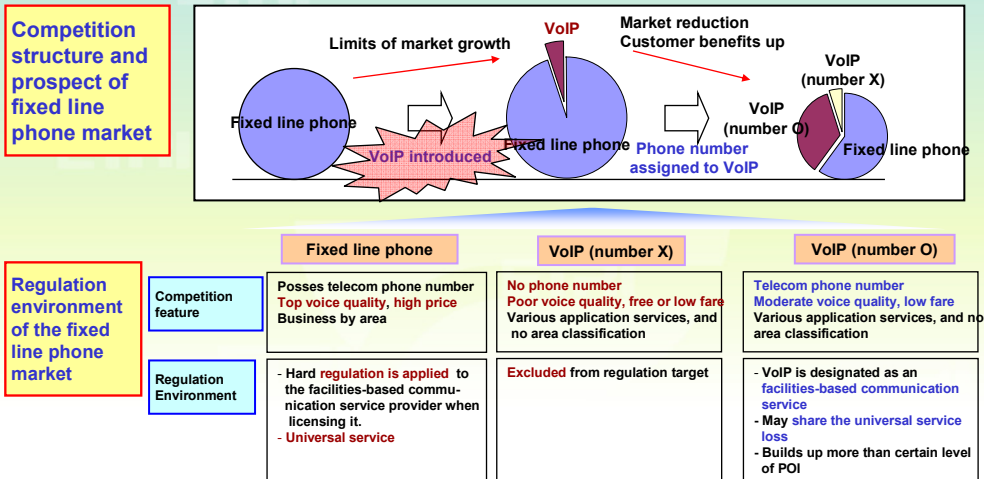 Competition
structure and
prospect of
fixed line
phone market
Limits of market growth
VoIP
Market reduction
Customer benefits up
Fixed line phone
VoIP introduced
Fixed line phone
Phone number
assigned to VoIP
VoIP
(number X)
VoIP
(number O)
Fixed line phone
Regulation
environment
of the fixed
line phone
market
Fixed line phone
VoIP (number X)
VoIP (number O)
Competition
feature
Posses telecom phone number
Top voice quality, high price
Business by area
No phone number
Poor voice quality, free or low fare
Various application services, and
no area classification
Telecom phone number
Moderate voice quality, low fare
Various application services, and no
area classification
Regulation
Environment
- Hard regulation is applied to
the facilities-based commu-
nication service provider when
licensing it.
- Universal service
Excluded from regulation target
- VoIP is designated as an
facilities-based communication
service
- May share the universal service
loss
- Builds up more than certain level
of POI